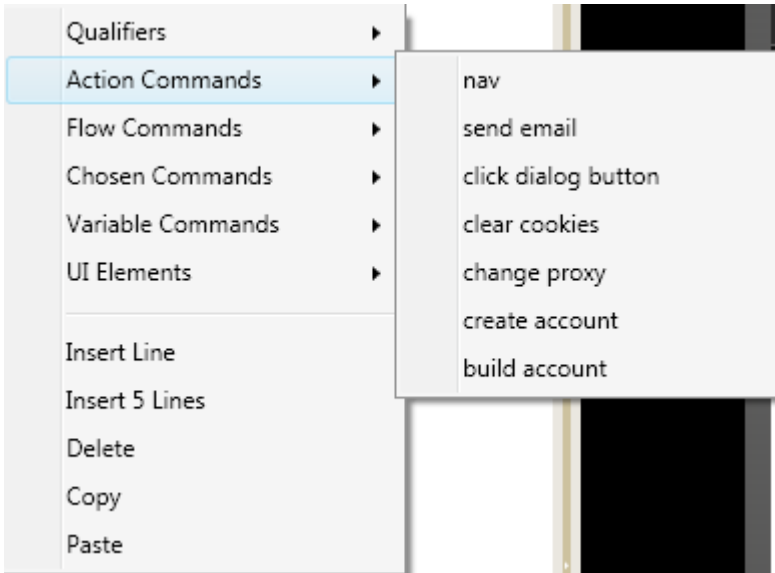 Qualifiers
Action Commands
Flow Commands
Chosen Commands
Variable Commands
UI Elements
Insert Line
Insert 5 Lines
Delete
Copy
Paste
nav
send email
click dialog button
clear cookies
change proxy
create account
build account